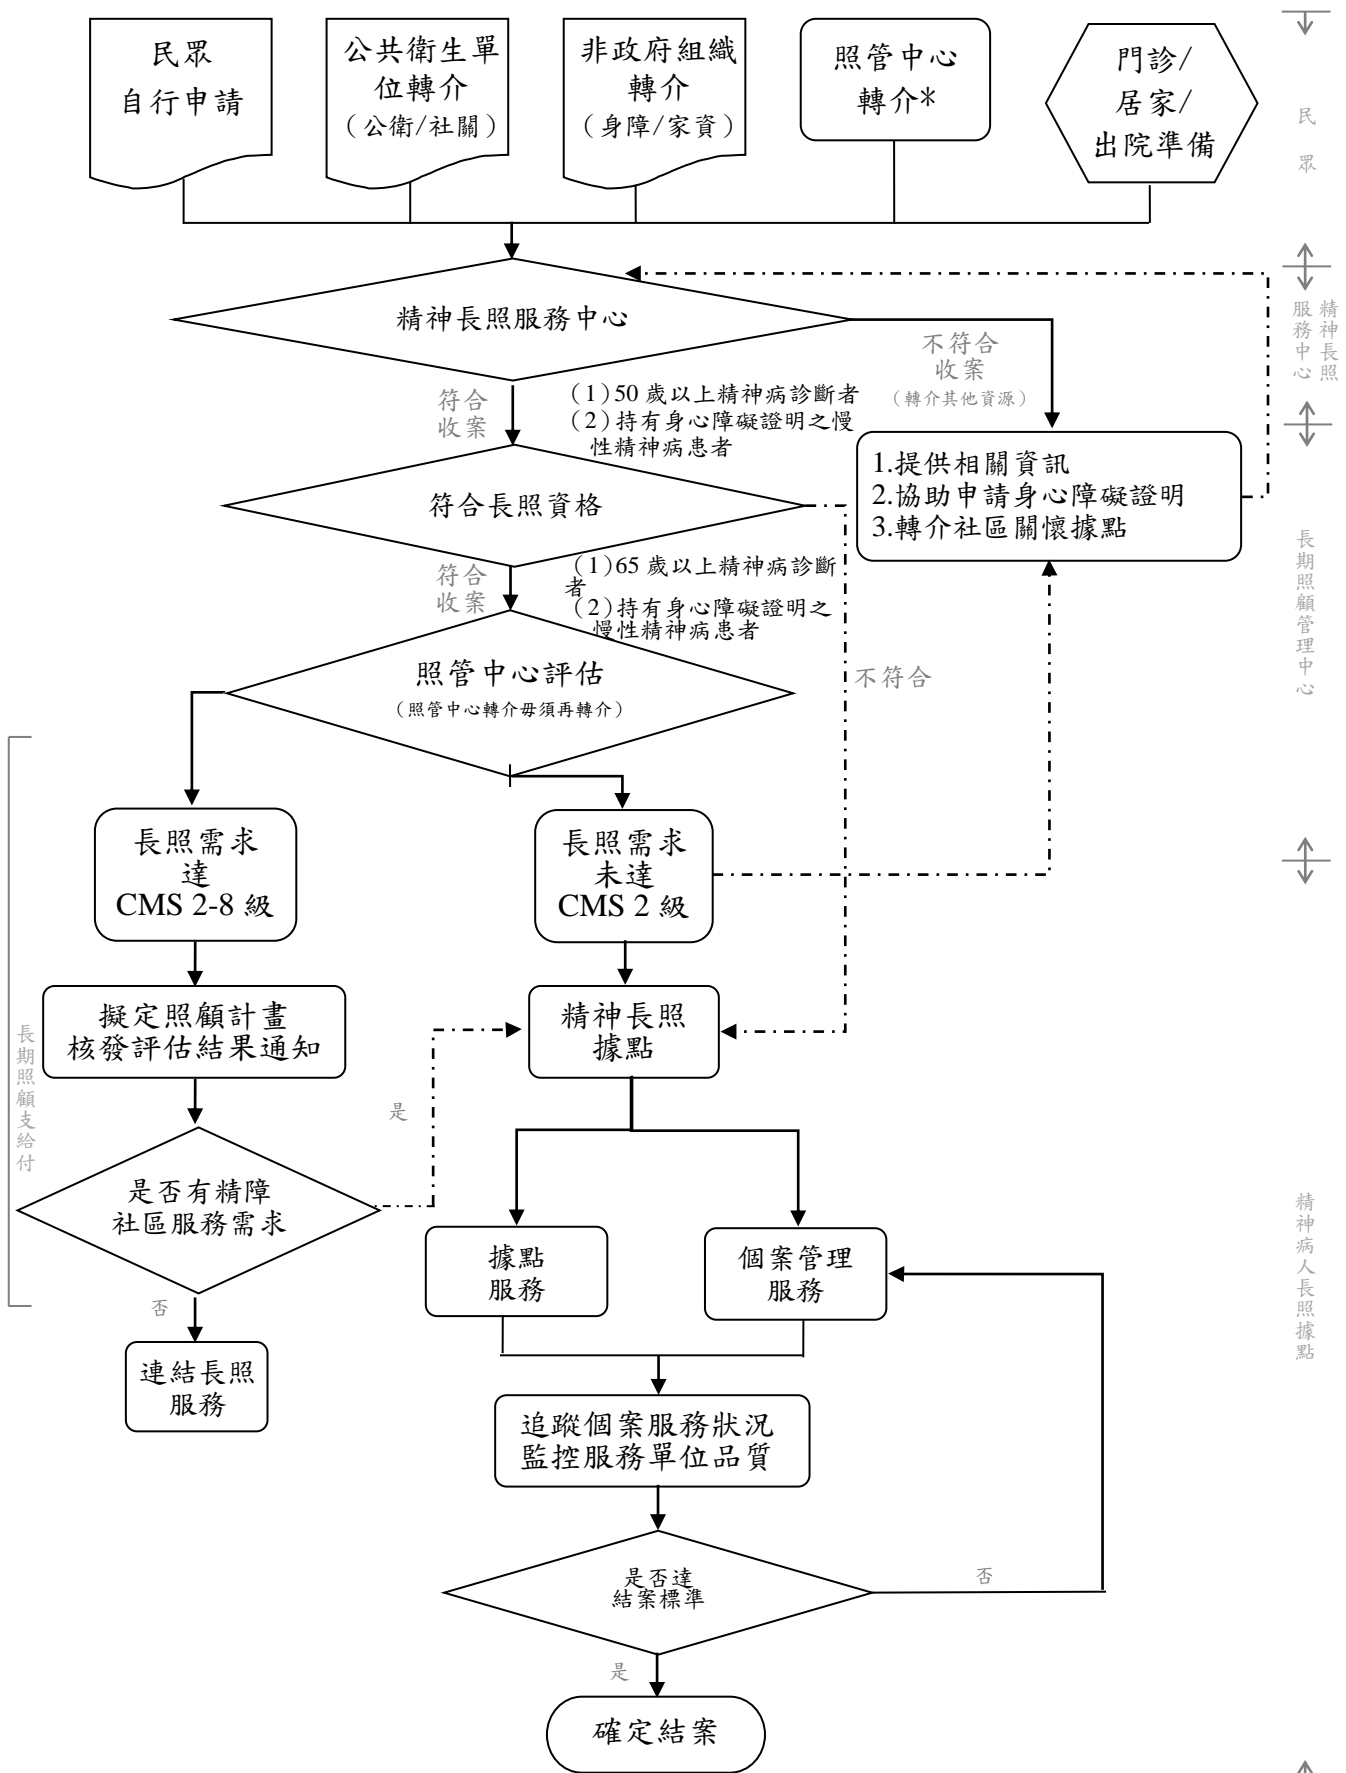 民眾
自行申請
公共衛生單
位轉介
（公衛/社關）
非政府組織
轉介
（身障/家資）
照管中心
轉介*
門診/
居家/
出院準備
民
眾
精神長照服務中心
不符合
收案
（轉介其他資源）
精神長照
服務中心
符合
收案
（1）50 歲以上精神病診斷者
（2）持有身心障礙證明之慢
性精神病患者
1.提供相關資訊
2.協助申請身心障礙證明
3.轉介社區關懷據點
符合長照資格
符合
收案
（1）65 歲以上精神病診斷
者
（2）持有身心障礙證明之
慢性精神病患者
長期照顧管理中心
照管中心評估
（照管中心轉介毋須再轉介）
不符合
長照需求
達
CMS 2-8 級
長照需求
未達
CMS 2 級
擬定照顧計畫
核發評估結果通知
精神長照
據點
長期照顧支給付
是
是否有精障
社區服務需求
據點
服務
個案管理
服務
精神病人長照據點
否
連結長照
服務
追蹤個案服務狀況
監控服務單位品質
是否達
結案標準
否
是
確定結案